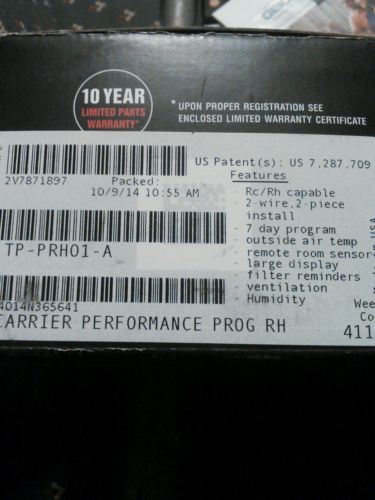 10 YEAR
LIMITED PARTS
WARRANTY*
* UPON PROPER REGISTRATION SEE
ENCLOSED LIMITED WARRANTY CERTIFICATE
US Patent(s): US 7,287,709
2V7871897
Packed:
10/9/14 10:55 AM
Features
- Rc/Rh capable
- 2-wire,2-piece
install
- 7 day program
- outside air temp
- remote room sensor
- large display
- filter reminders
- ventilation
- Humidity
TP-PRH01-A
4014N365641
CARRIER PERFORMANCE PROG RH
Wee
Co
411
USA